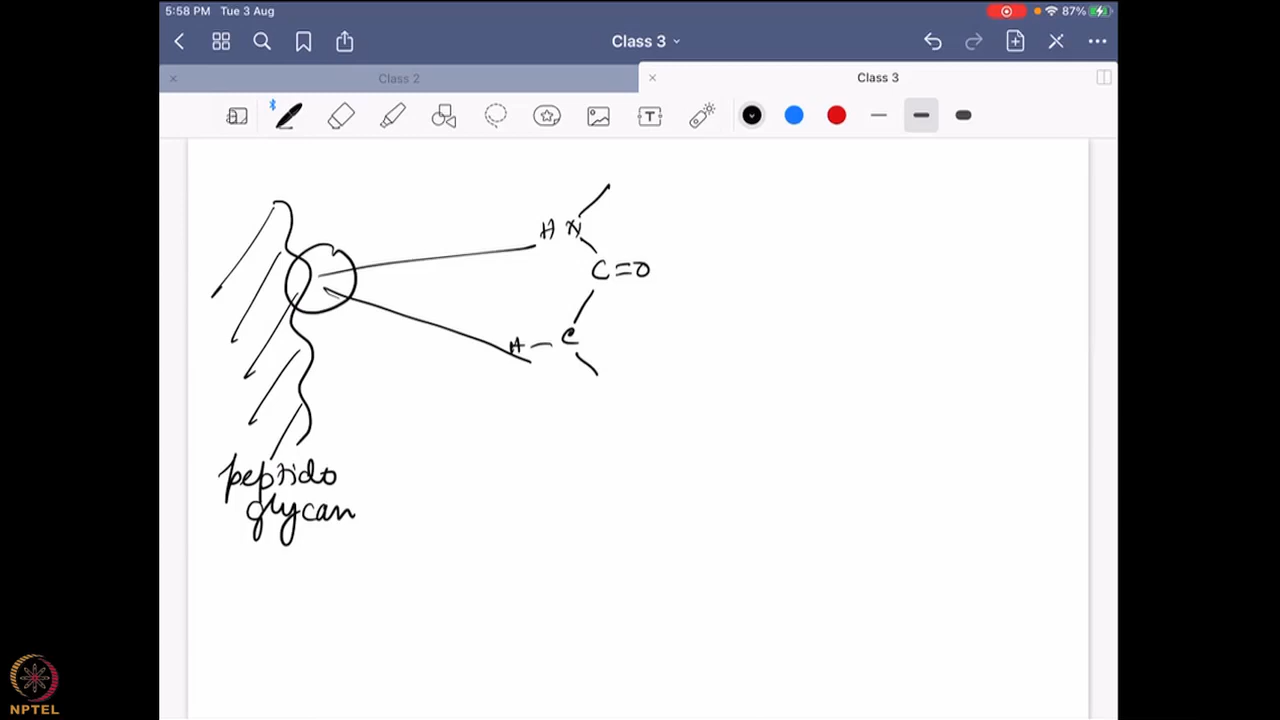 5:58 PM Tue 3 Aug
87%
Class 3
Class 2
Class 3
T
H N
C=O
H-C
peptido
glycan
NPTEL